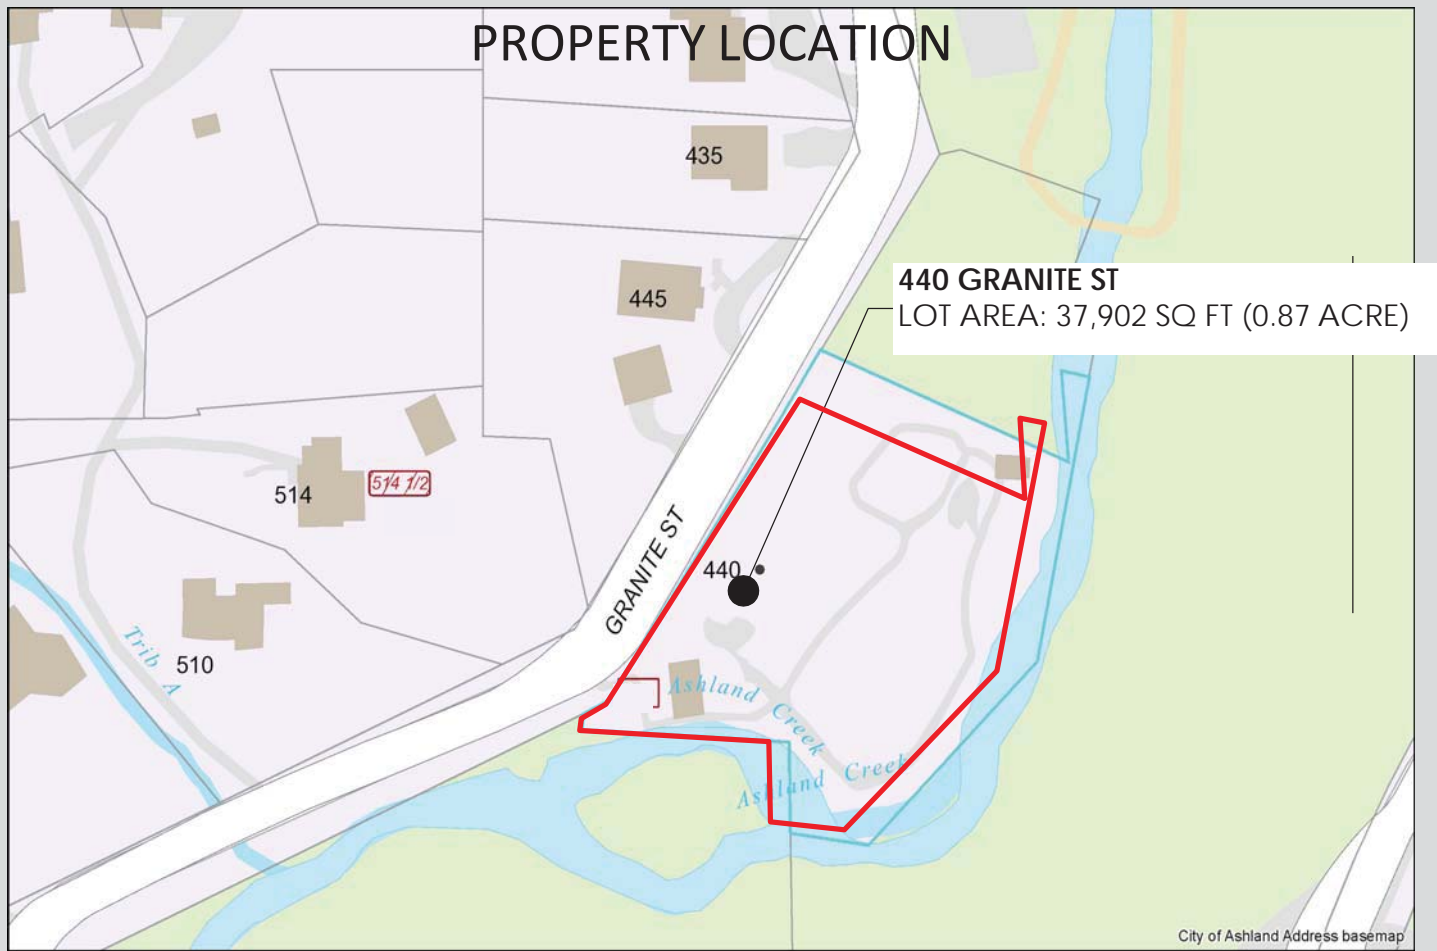 PROPERTY LOCATION
435
440 GRANITE ST
LOT AREA: 37,902 SQ FT (0.87 ACRE)
445
514
514 1/2
GRANITE ST
440
510
Trib A
Ashland Creek
Ashland Creek
City of Ashland Address basemap